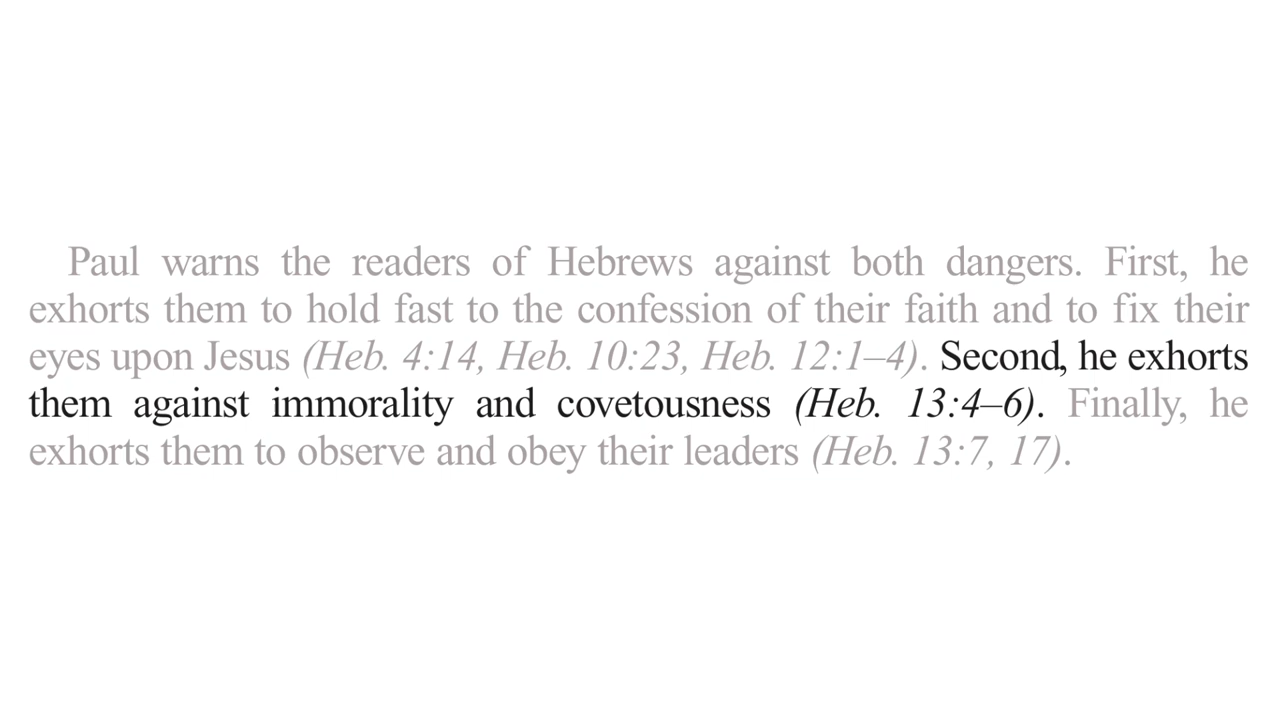 Paul warns the readers of Hebrews against both dangers. First, he
exhorts them to hold fast to the confession of their faith and to fix their
eyes upon Jesus (Heb. 4:14, Heb. 10:23, Heb. 12:1–4). Second, he exhorts
them against immorality and covetousness (Heb. 13:4–6). Finally, he
exhorts them to observe and obey their leaders (Heb. 13:7, 17).